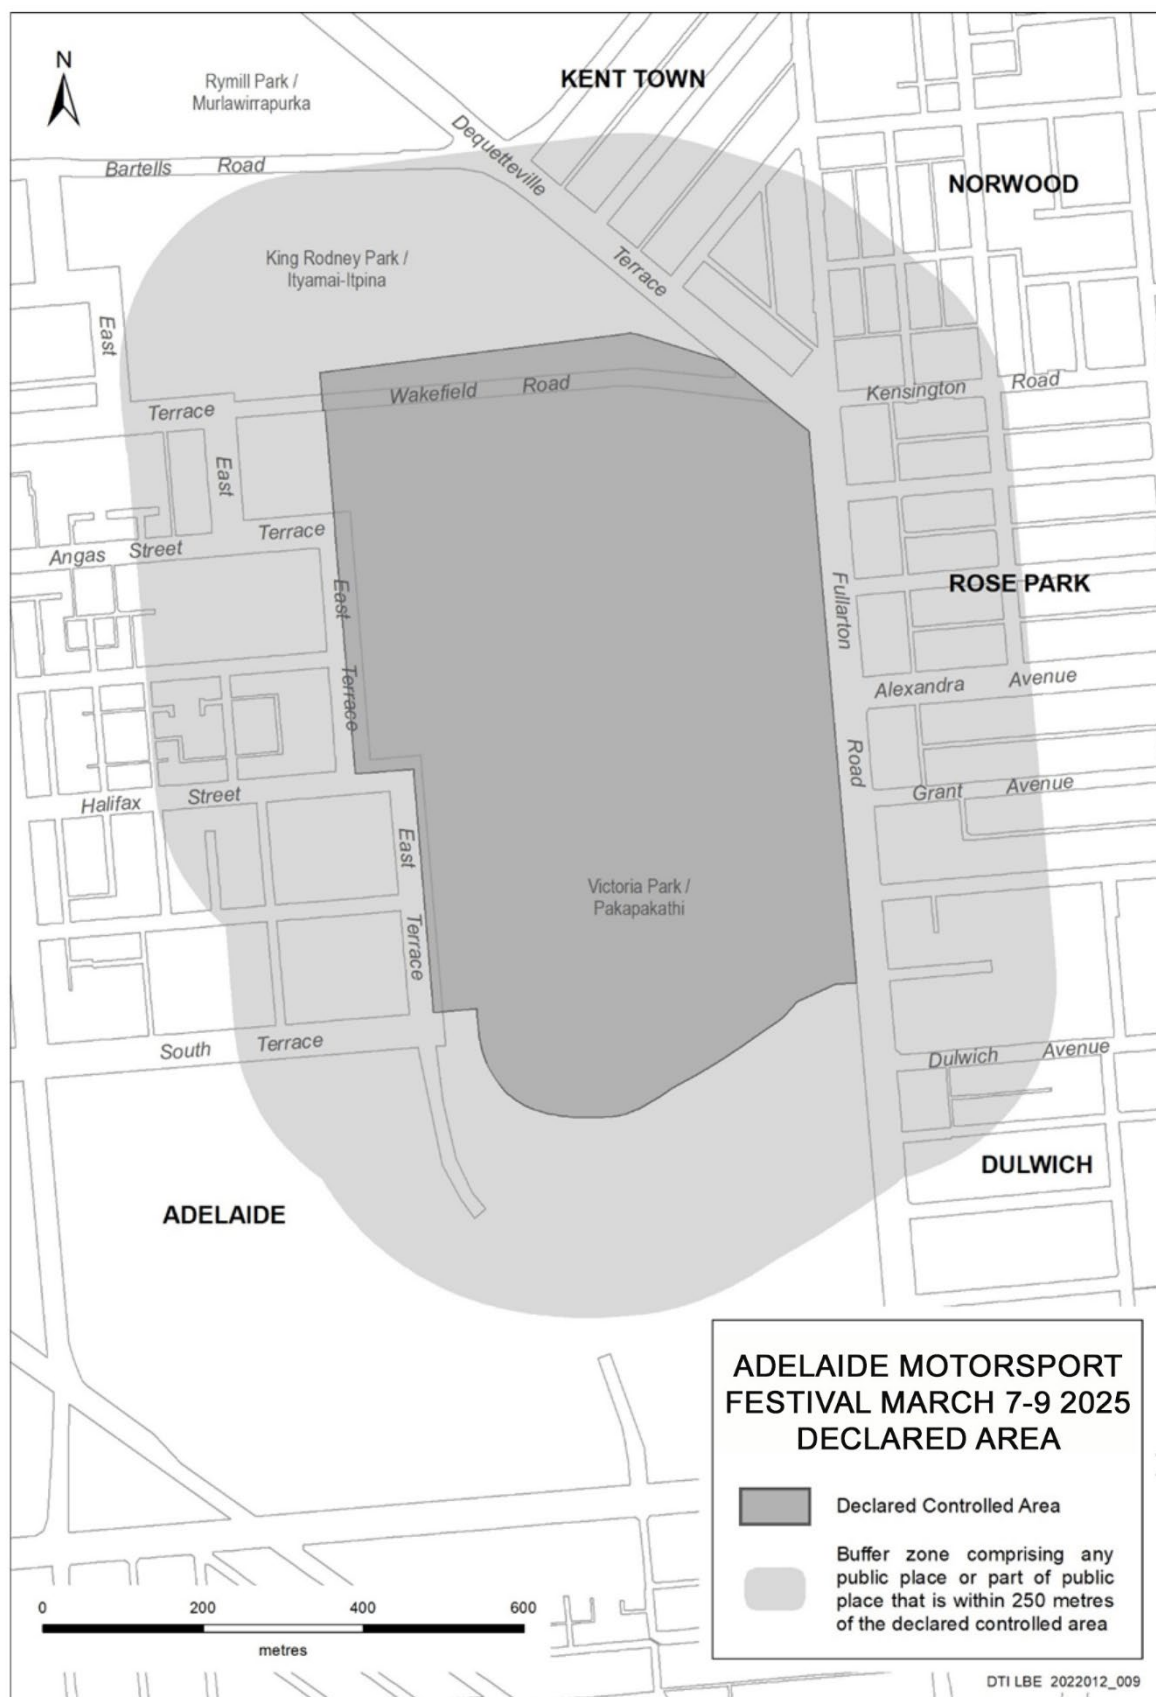 N
Rymill Park /
Murlawirrapurka
KENT TOWN
Dequetteville
Bartells Road
NORWOOD
King Rodney Park /
Ityamai-Itpina
Terrace
East
Wakefield Road
Kensington Road
Terrace
East
Terrace
Angas Street
East
Fullarton
ROSE PARK
Terrace
Alexandra Avenue
Road
Grant Avenue
Halifax Street
East
Victoria Park /
Pakapakathi
Terrace
South Terrace
Dulwich Avenue
DULWICH
ADELAIDE
ADELAIDE MOTORSPORT
FESTIVAL MARCH 7-9 2025
DECLARED AREA
Declared Controlled Area
Buffer zone comprising any
public place or part of public
place that is within 250 metres
of the declared controlled area
0 200 400 600
metres
DTI LBE 2022012_009